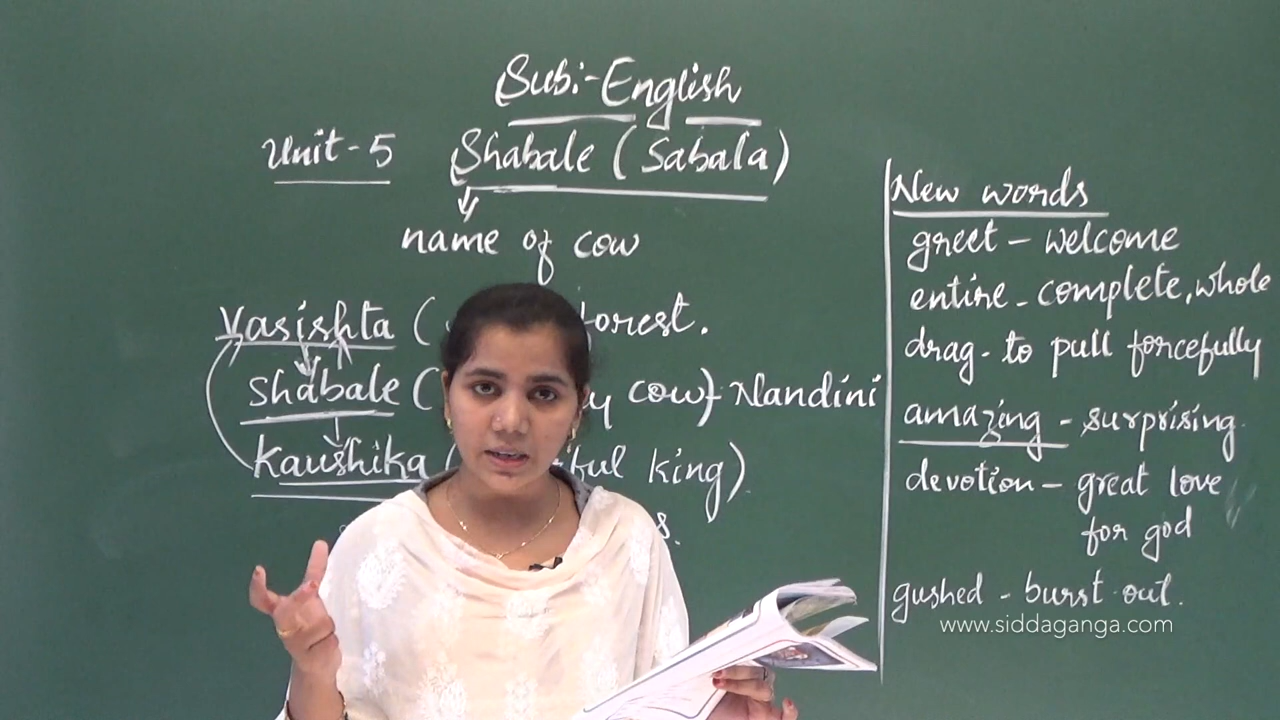 Sub:- English
Unit - 5 Shabale (Sabala)
name of cow
Vasishta ( forest.
Shabale ( cow) - Nandini
Kaushika ( king).
New words
greet - welcome
entire - complete, whole
drag - to pull forcefully
amazing - surprising.
devotion - great love
for god
gushed - burst out.
www.siddaganga.com